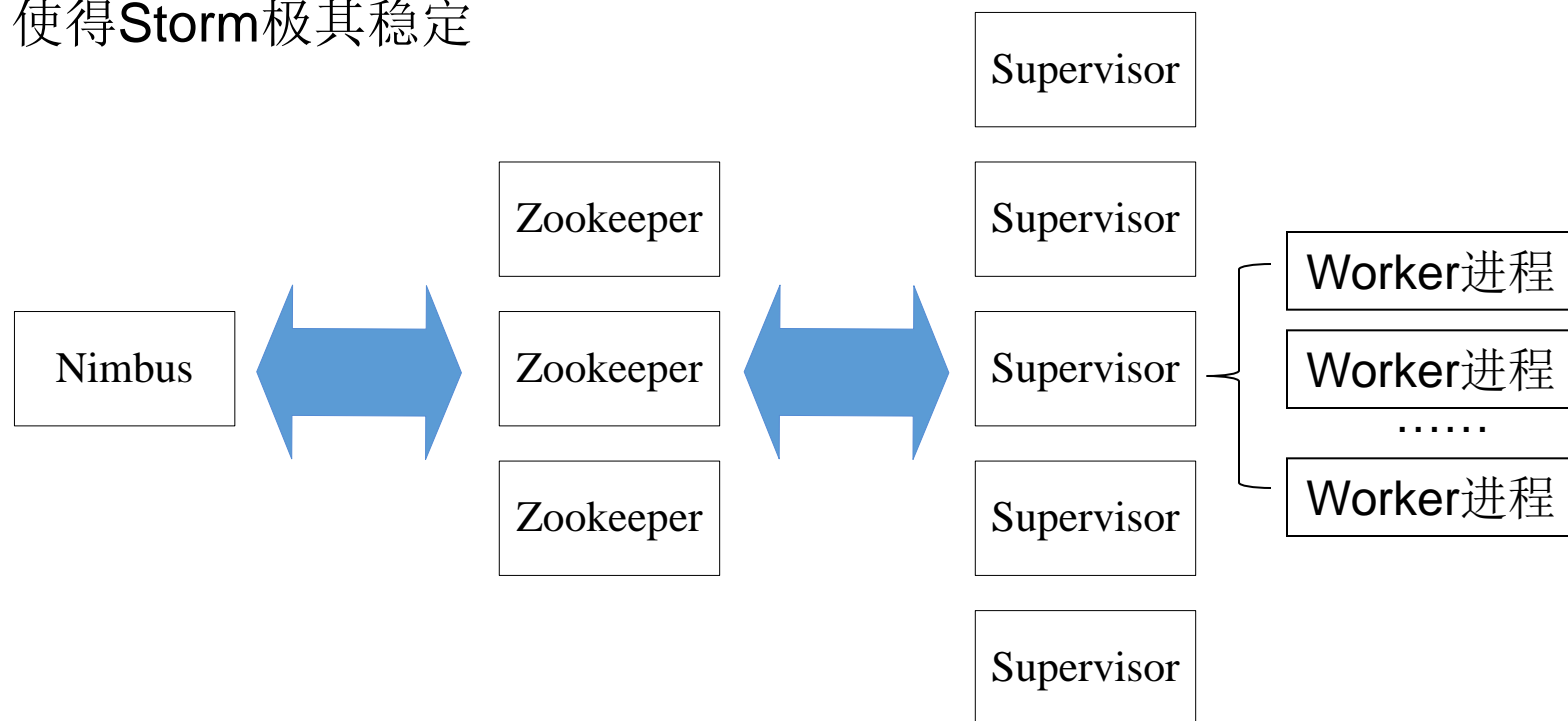 使得Storm极其稳定
Supervisor
Zookeeper
Supervisor
Worker进程
Nimbus
Zookeeper
Supervisor
Worker进程
······
Zookeeper
Supervisor
Worker进程
Supervisor